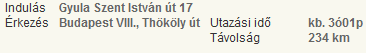 Indulás Gyula Szent István út 17
Érkezés Budapest VIII., Thököly út Utazási idő kb. 3ó01p
Távolság 234 km